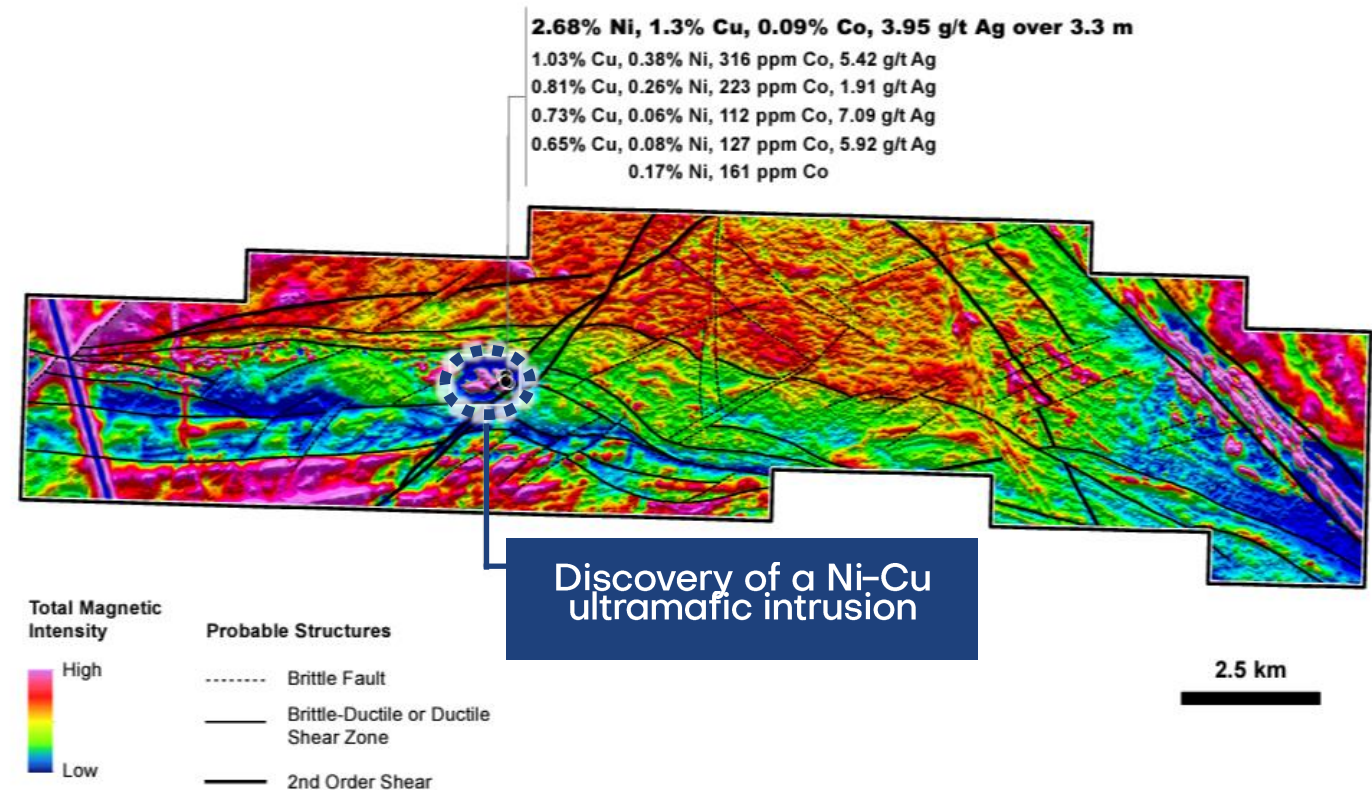 2.68% Ni, 1.3% Cu, 0.09% Co, 3.95 g/t Ag over 3.3 m
1.03% Cu, 0.38% Ni, 316 ppm Co, 5.42 g/t Ag
0.81% Cu, 0.26% Ni, 223 ppm Co, 1.91 g/t Ag
0.73% Cu, 0.06% Ni, 112 ppm Co, 7.09 g/t Ag
0.65% Cu, 0.08% Ni, 127 ppm Co, 5.92 g/t Ag
0.17% Ni, 161 ppm Co
Discovery of a Ni-Cu
ultramafic intrusion
Total Magnetic
Intensity
High
Low
Probable Structures
Brittle Fault
Brittle-Ductile or Ductile
Shear Zone
2nd Order Shear
2.5 km